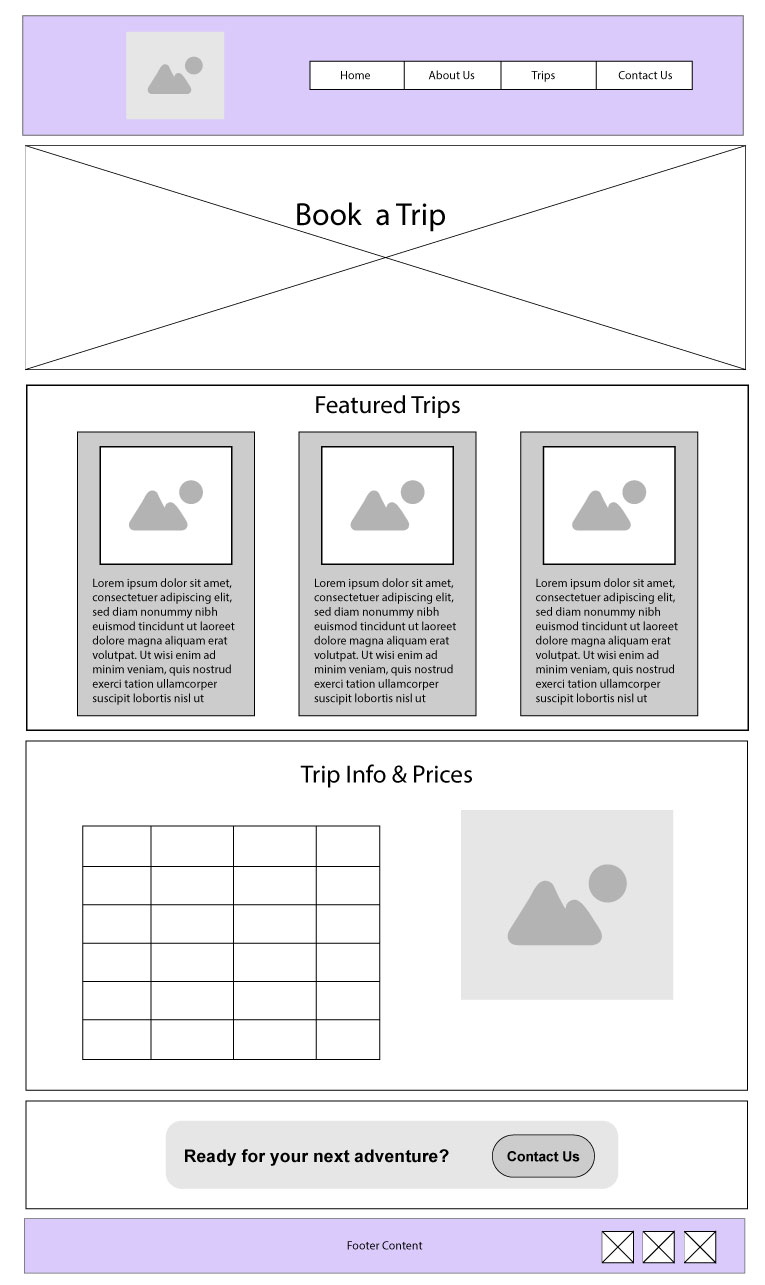 Home About Us Trips Contact Us
Book a Trip
Featured Trips
Lorem ipsum dolor sit amet,
consectetuer adipiscing elit,
sed diam nonummy nibh
euismod tincidunt ut laoreet
dolore magna aliquam erat
volutpat. Ut wisi enim ad
minim veniam, quis nostrud
exerci tation ullamcorper
suscipit lobortis nisl ut
Lorem ipsum dolor sit amet,
consectetuer adipiscing elit,
sed diam nonummy nibh
euismod tincidunt ut laoreet
dolore magna aliquam erat
volutpat. Ut wisi enim ad
minim veniam, quis nostrud
exerci tation ullamcorper
suscipit lobortis nisl ut
Lorem ipsum dolor sit amet,
consectetuer adipiscing elit,
sed diam nonummy nibh
euismod tincidunt ut laoreet
dolore magna aliquam erat
volutpat. Ut wisi enim ad
minim veniam, quis nostrud
exerci tation ullamcorper
suscipit lobortis nisl ut
Trip Info & Prices
Ready for your next adventure? Contact Us
Footer Content